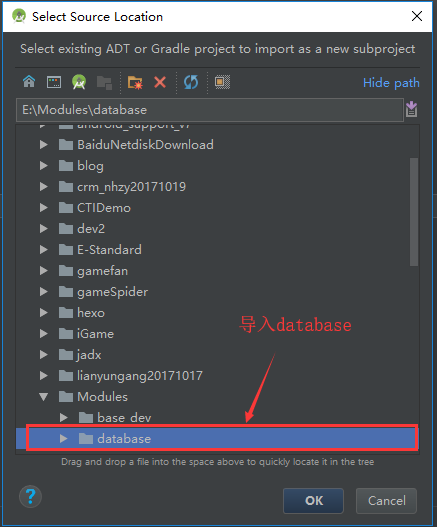 Select Source Location
Select existing ADT or Gradle project to import as a new subproject
Hide path
E:\Modules\database
android_support_v7
BaiduNetdiskDownload
blog
crm_nhzy20171019
CTIDemo
dev2
E-Standard
gamefan
gameSpider
hexo
iGame
导入database
jadx
lianyungang20171017
Modules
base_dev
database
Drag and drop a file into the space above to quickly locate it in the tree
?
OK
Cancel